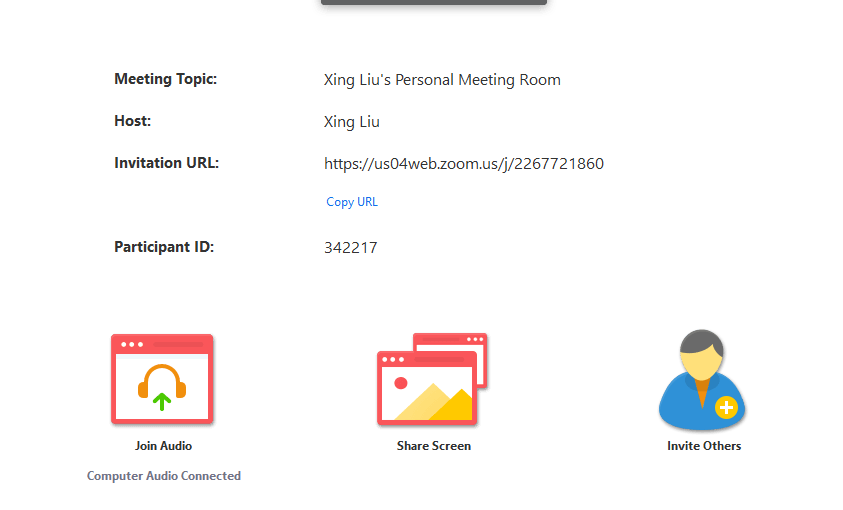 Meeting Topic: Xing Liu's Personal Meeting Room
Host: Xing Liu
Invitation URL: https://us04web.zoom.us/j/2267721860
Copy URL
Participant ID: 342217
Join Audio Share Screen Invite Others
Computer Audio Connected